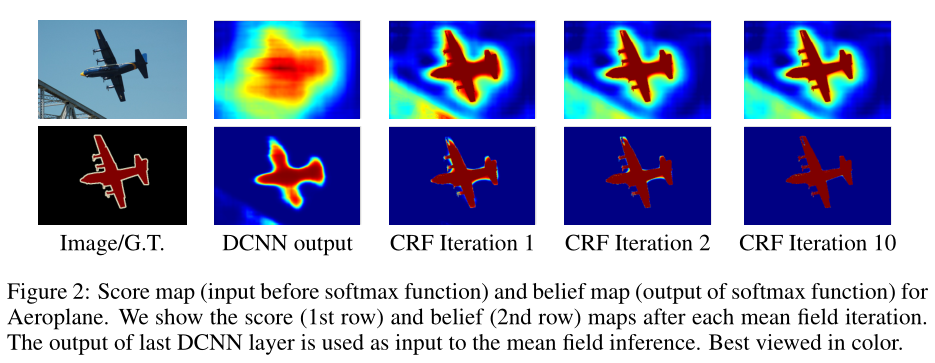 Image/G.T.
DCNN output
CRF Iteration 1
CRF Iteration 2
CRF Iteration 10
Figure 2: Score map (input before softmax function) and belief map (output of softmax function) for
Aeroplane. We show the score (1st row) and belief (2nd row) maps after each mean field iteration.
The output of last DCNN layer is used as input to the mean field inference. Best viewed in color.